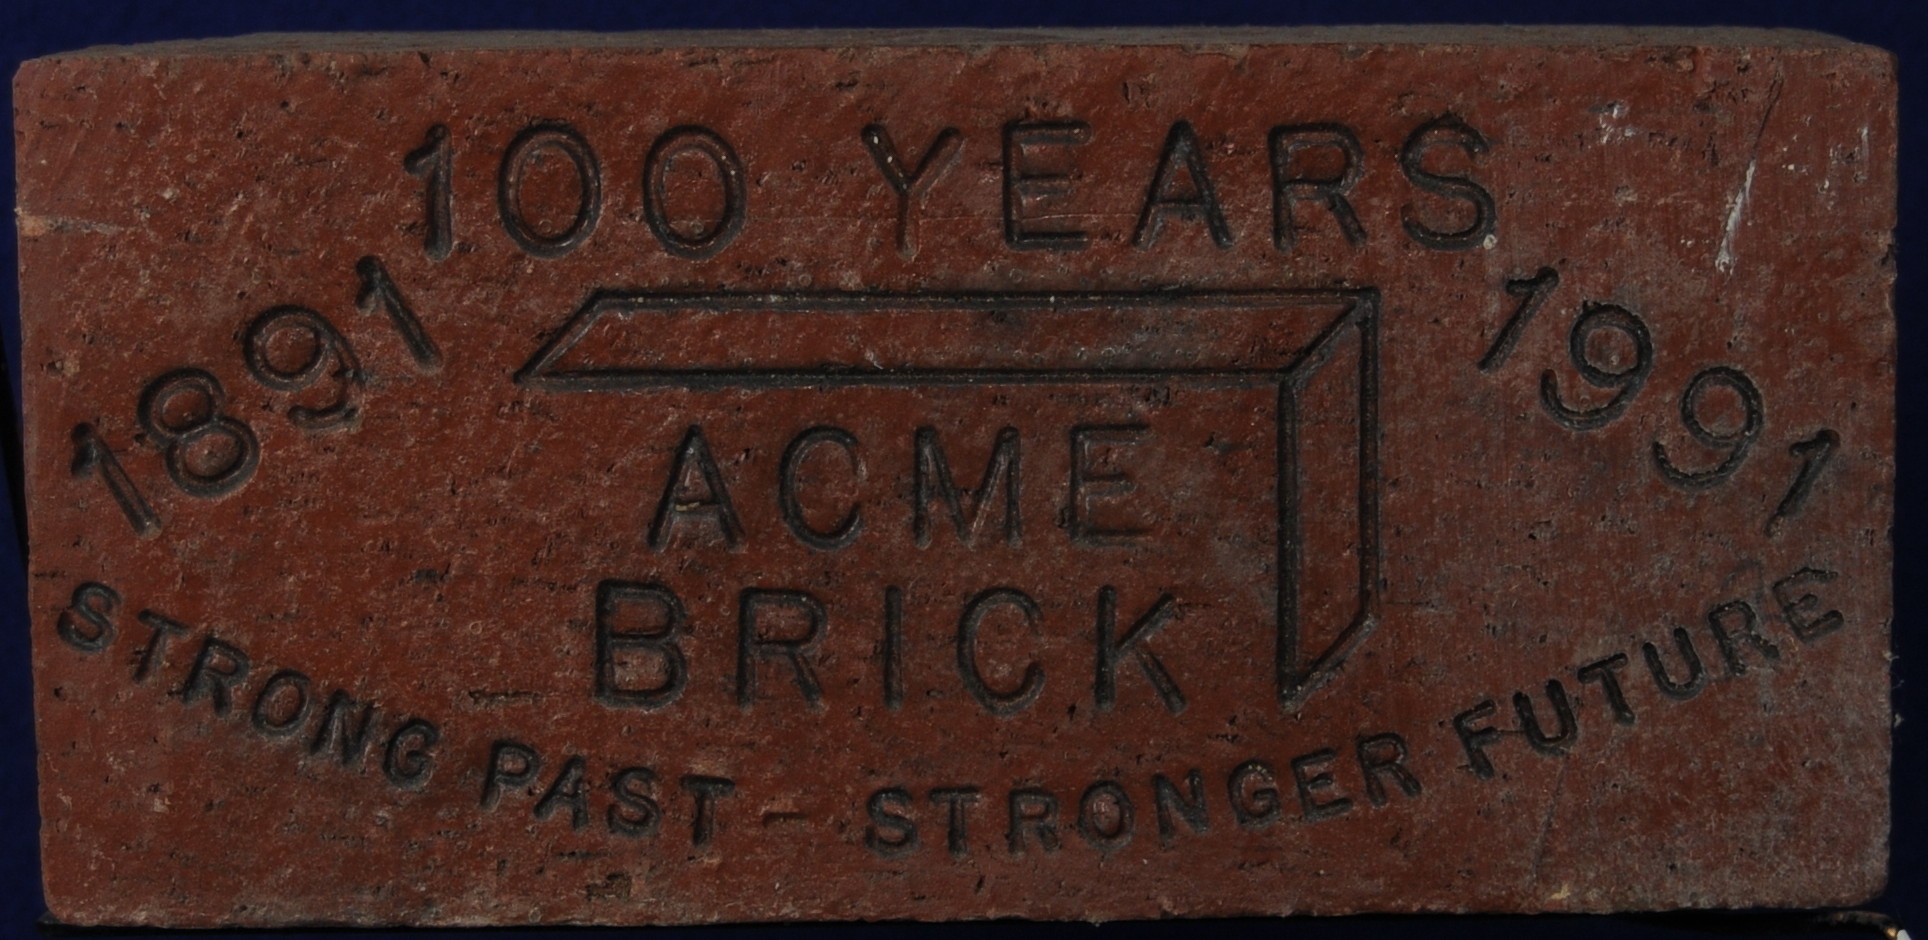 100 YEARS
1891
1991
ACME
BRICK
STRONG PAST - STRONGER FUTURE